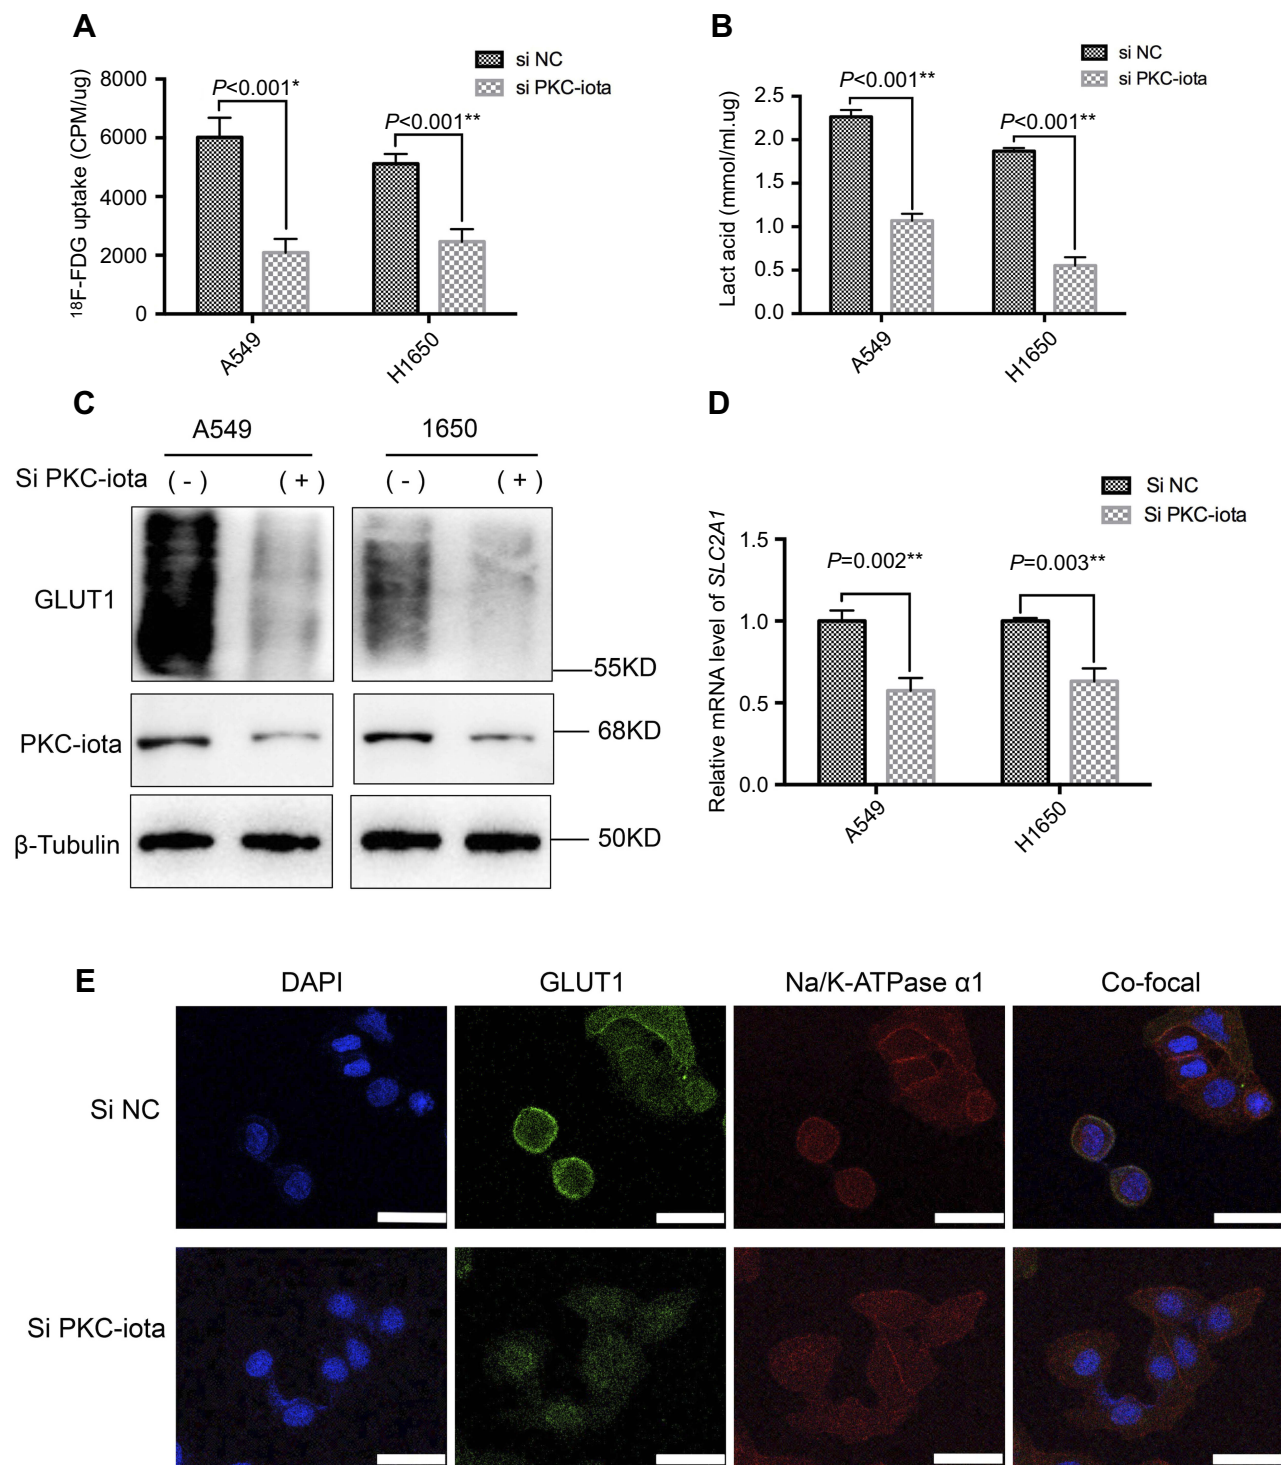 A
si NC
si PKC-iota
8000
6000
4000
2000
0
18F-FDG uptake (CPM/ug)
P<0.001*
P<0.001**
A549
H1650
B
si NC
si PKC-iota
2.5
2.0
1.5
1.0
0.5
0.0
Lact acid (mmol/ml.ug)
P<0.001**
P<0.001**
A549
H1650
C
A549 1650
Si PKC-iota (-) (+) (-) (+)
GLUT1
55KD
PKC-iota
68KD
β-Tubulin
50KD
D
Si NC
Si PKC-iota
1.5
1.0
0.5
0.0
Relative mRNA level of SLC2A1
P=0.002**
P=0.003**
A549
H1650
E
DAPI GLUT1 Na/K-ATPase α1 Co-focal
Si NC
Si PKC-iota